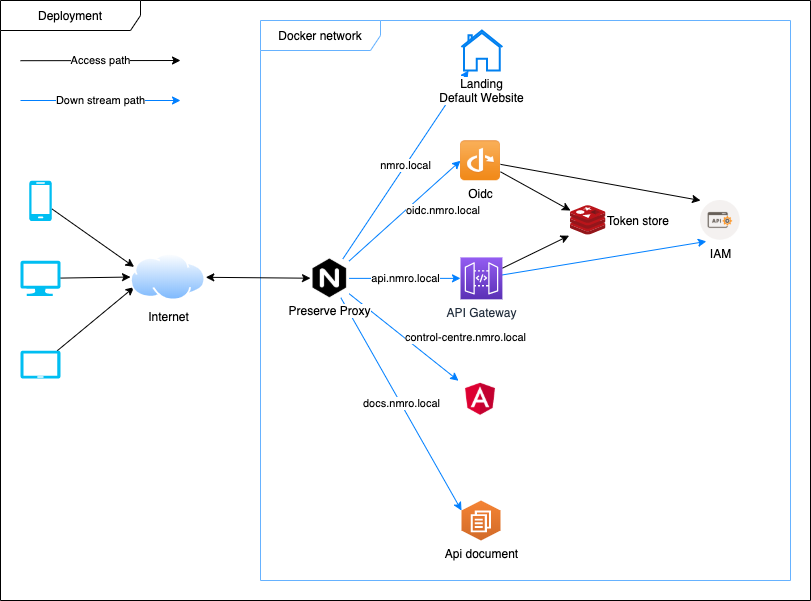 Deployment
Docker network
Access path
Down stream path
Landing
Default Website
nmro.local
Oidc
oidc.nmro.local
Token store
API
IAM
N
api.nmro.local
API Gateway
Preserve Proxy
Internet
control-centre.nmro.local
A
docs.nmro.local
Api document